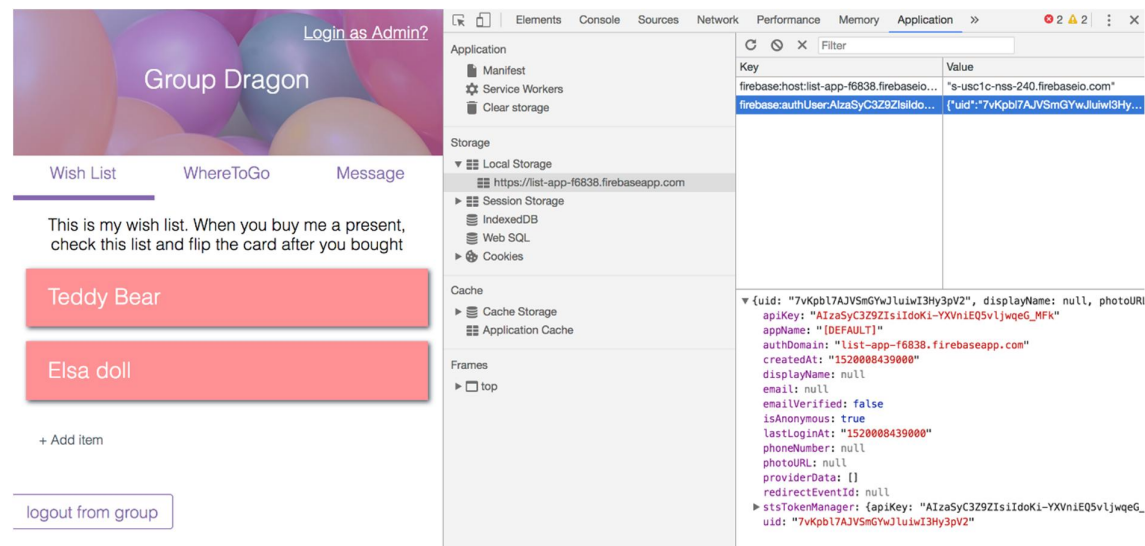 Login as Admin?
Group Dragon
Wish List WhereToGo Message
This is my wish list. When you buy me a present,
check this list and flip the card after you bought
Teddy Bear
Elsa doll
+ Add item
logout from group
Elements Console Sources Network Performance Memory Application » 2 2
Application
Manifest
Service Workers
Clear storage
Storage
Local Storage
https://list-app-f6838.firebaseapp.com
Session Storage
IndexedDB
Web SQL
Cookies
Cache
Cache Storage
Application Cache
Frames
top
Filter
Key Value
firebase:host:list-app-f6838.firebaseio... "s-usc1c-nss-240.firebaseio.com"
firebase:authUser:AIzaSyC3Z9ZIsiIdo... {"uid":"7vKpbl7AJVSmGYwJluiwI3Hy...
{uid: "7vKpbl7AJVSmGYwJluiwI3Hy3pV2", displayName: null, photoURL
apiKey: "AIzaSyC3Z9ZIsiIdoKi-YXVniEQ5vljwqeG_MFk"
appName: "[DEFAULT]"
authDomain: "list-app-f6838.firebaseapp.com"
createdAt: "1520008439000"
displayName: null
email: null
emailVerified: false
isAnonymous: true
lastLoginAt: "1520008439000"
phoneNumber: null
photoURL: null
providerData: []
redirectEventId: null
stsTokenManager: {apiKey: "AIzaSyC3Z9ZIsiIdoKi-YXVniEQ5vljwqeG_
uid: "7vKpbl7AJVSmGYwJluiwI3Hy3pV2"